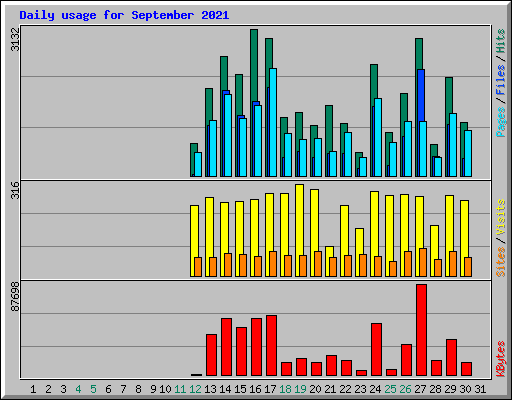 Daily usage for September 2021
3132
Pages/Files/Hits
316
Sites/Visits
87698
KBytes
1 2 3 4 5 6 7 8 9 10 11 12 13 14 15 16 17 18 19 20 21 22 23 24 25 26 27 28 29 30 31